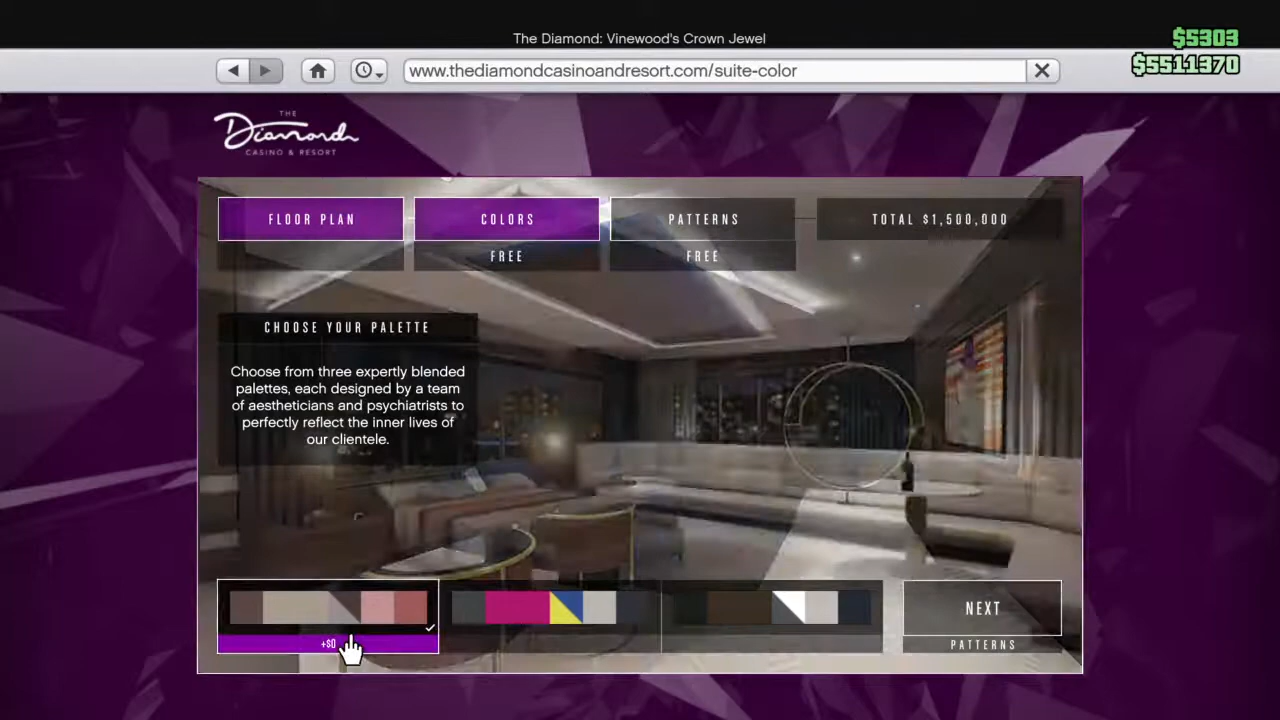 The Diamond: Vinewood's Crown Jewel
$5303
$5511370
www.thediamondcasinoandresort.com/suite-color
THE
Diamond
CASINO & RESORT
FLOOR PLAN
COLORS
PATTERNS
TOTAL $1,500,000
FREE
FREE
CHOOSE YOUR PALETTE
Choose from three expertly blended
palettes, each designed by a team
of aestheticians and psychiatrists to
perfectly reflect the inner lives of
our clientele.
+$0
NEXT
PATTERNS